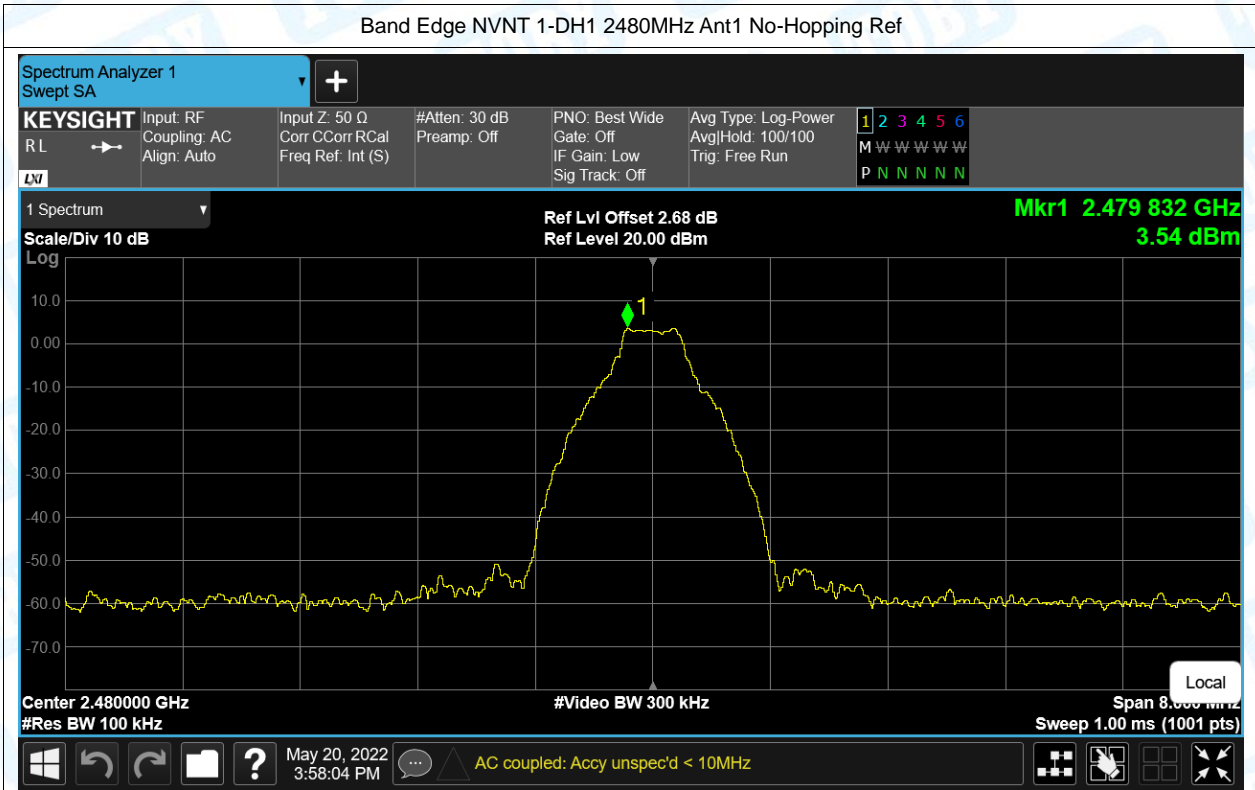 Band Edge NVNT 1-DH1 2480MHz Ant1 No-Hopping Ref
Spectrum Analyzer 1
Swept SA
+
KEYSIGHT
R L
LXI
Input: RF
Coupling: AC
Align: Auto
Input Z: 50 Ω
Corr CCorr RCal
Freq Ref: Int (S)
#Atten: 30 dB
Preamp: Off
PNO: Best Wide
Gate: Off
IF Gain: Low
Sig Track: Off
Avg Type: Log-Power
Avg|Hold: 100/100
Trig: Free Run
1 2 3 4 5 6
M W W W W W
P N N N N N
1 Spectrum
Scale/Div 10 dB
Log
Ref Lvl Offset 2.68 dB
Ref Level 20.00 dBm
Mkr1 2.479 832 GHz
3.54 dBm
1
10.0
0.00
-10.0
-20.0
-30.0
-40.0
-50.0
-60.0
-70.0
Local
Center 2.480000 GHz
#Res BW 100 kHz
#Video BW 300 kHz
Span
Sweep 1.00 ms (1001 pts)
?
May 20, 2022
3:58:04 PM
AC coupled: Accy unspec'd < 10MHz